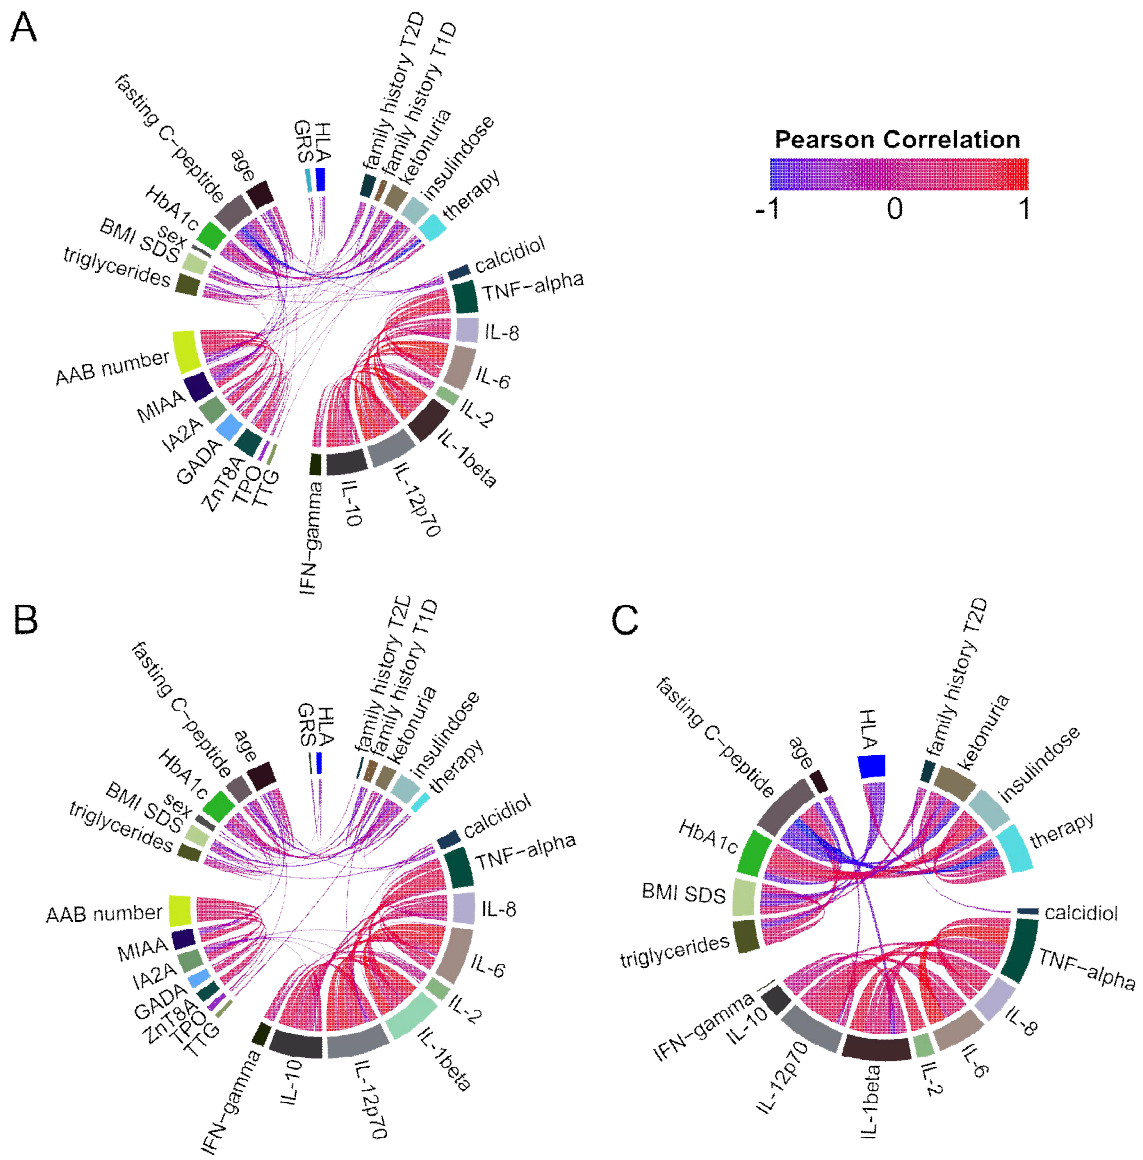 A
fasting C-peptide
age
GRS
HLA
family history T2D
family history T1D
ketonuria
insulindose
therapy
HbA1c
sex
BMI SDS
triglycerides
calcidiol
TNF-alpha
IL-8
IL-6
IL-2
IL-1beta
IL-12p70
IL-10
IFN-gamma
AAB number
MIAA
IA2A
GADA
ZnT8A
TPO
TTG
Pearson Correlation
-1 0 1
B
fasting C-peptide
age
GRS
HLA
family history T2D
family history T1D
ketonuria
insulindose
therapy
HbA1c
sex
BMI SDS
triglycerides
calcidiol
TNF-alpha
IL-8
IL-6
IL-2
IL-1beta
IL-12p70
IL-10
IFN-gamma
AAB number
MIAA
IA2A
GADA
ZnT8A
TPO
TTG
C
fasting C-peptide
age
HLA
family history T2D
ketonuria
insulindose
therapy
HbA1c
BMI SDS
triglycerides
calcidiol
TNF-alpha
IL-8
IL-6
IL-2
IL-1beta
IL-12p70
IL-10
IFN-gamma